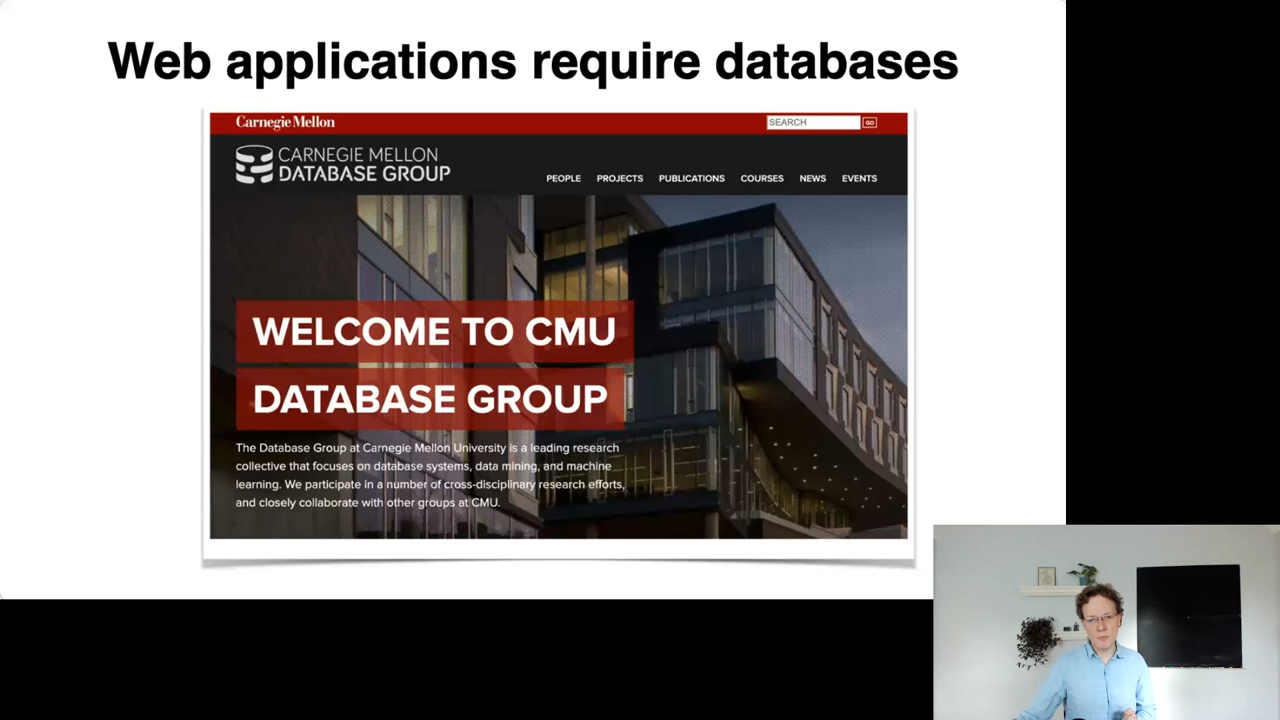 Web applications require databases
Carnegie Mellon
SEARCH
GO
CARNEGIE MELLON
DATABASE GROUP
PEOPLE PROJECTS PUBLICATIONS COURSES NEWS EVENTS
WELCOME TO CMU
DATABASE GROUP
The Database Group at Carnegie Mellon University is a leading research
collective that focuses on database systems, data mining, and machine
learning. We participate in a number of cross-disciplinary research efforts,
and closely collaborate with other groups at CMU.